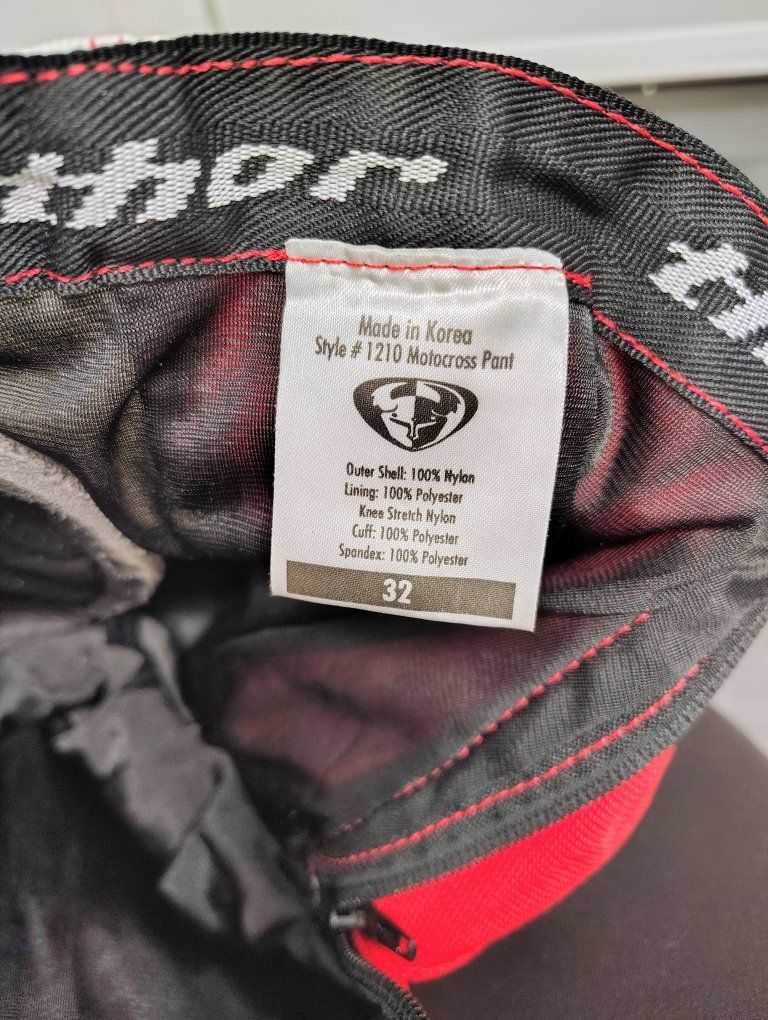 thor
th
Made in Korea
Style # 1210 Motocross Pant
Outer Shell: 100% Nylon
Lining: 100% Polyester
Knee Stretch Nylon
Cuff: 100% Polyester
Spandex: 100% Polyester
32